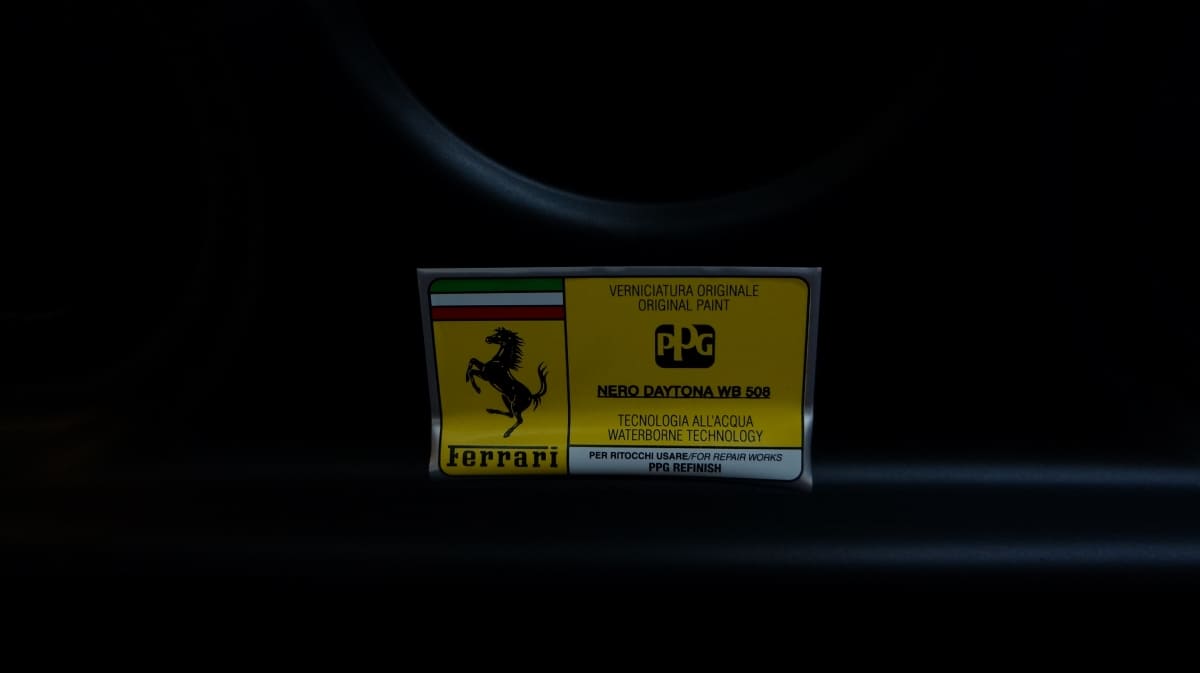 VERNICIATURA ORIGINALE
ORIGINAL PAINT
PPG
NERO DAYTONA WB 508
TECNOLOGIA ALL'ACQUA
WATERBORNE TECHNOLOGY
Ferrari
PER RITOCCHI USARE/FOR REPAIR WORKS
PPG REFINISH